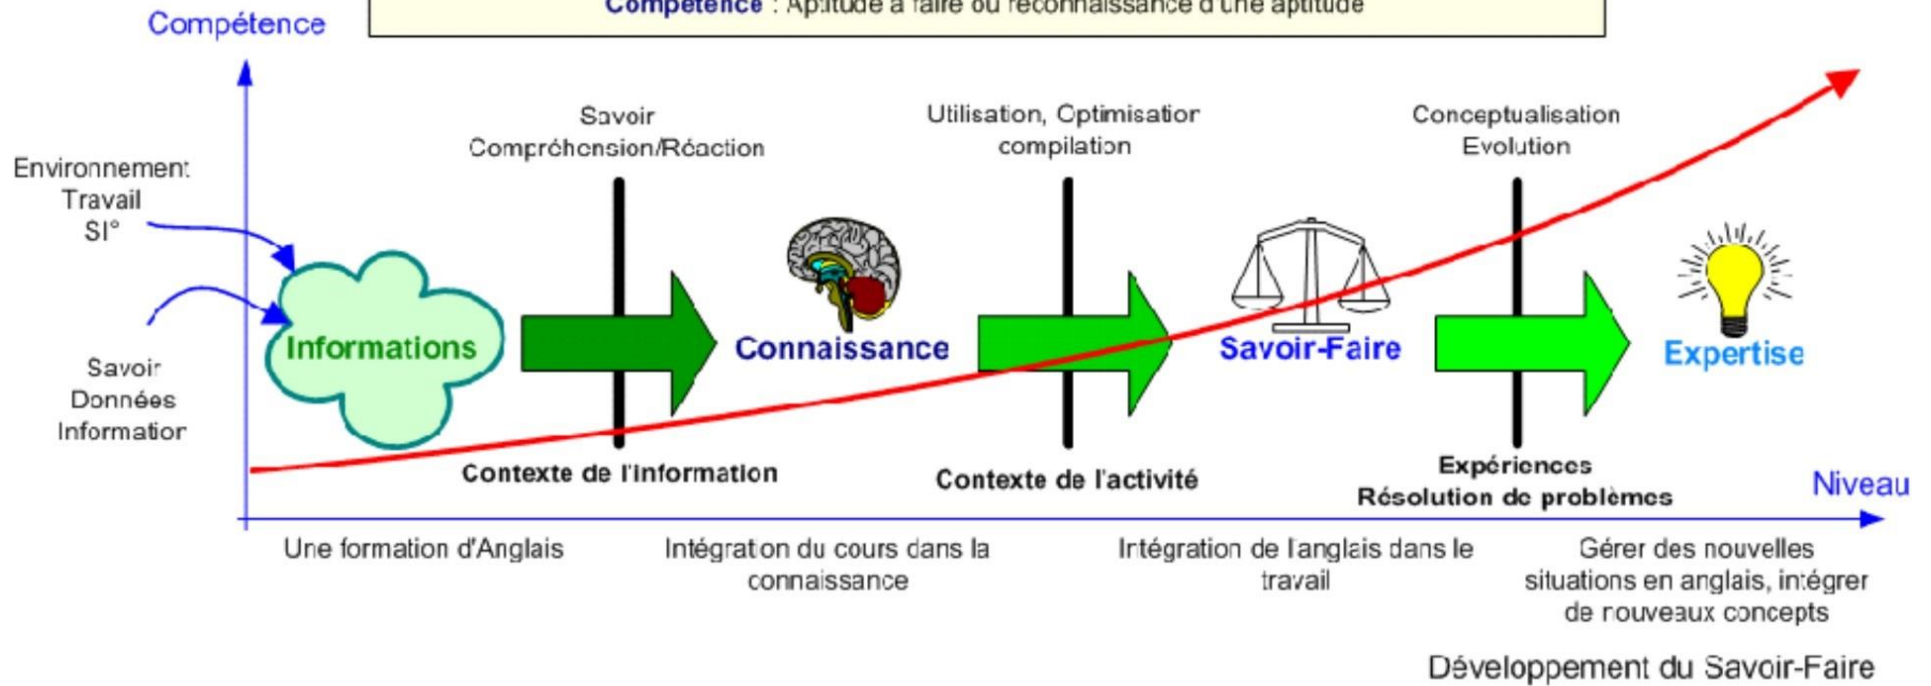 Compétence : Aptitude à faire ou reconnaissance d'une aptitude
Compétence
Environnement
Travail
SI°
Savoir
Données
Information
Savoir
Compréhension/Réaction
Utilisation, Optimisation
compilation
Conceptualisation
Evolution
Informations
Connaissance
Savoir-Faire
Expertise
Contexte de l'information
Contexte de l'activité
Expériences
Résolution de problèmes
Niveau
Une formation d'Anglais
Intégration du cours dans la
connaissance
Intégration de l'anglais dans le
travail
Gérer des nouvelles
situations en anglais, intégrer
de nouveaux concepts
Développement du Savoir-Faire